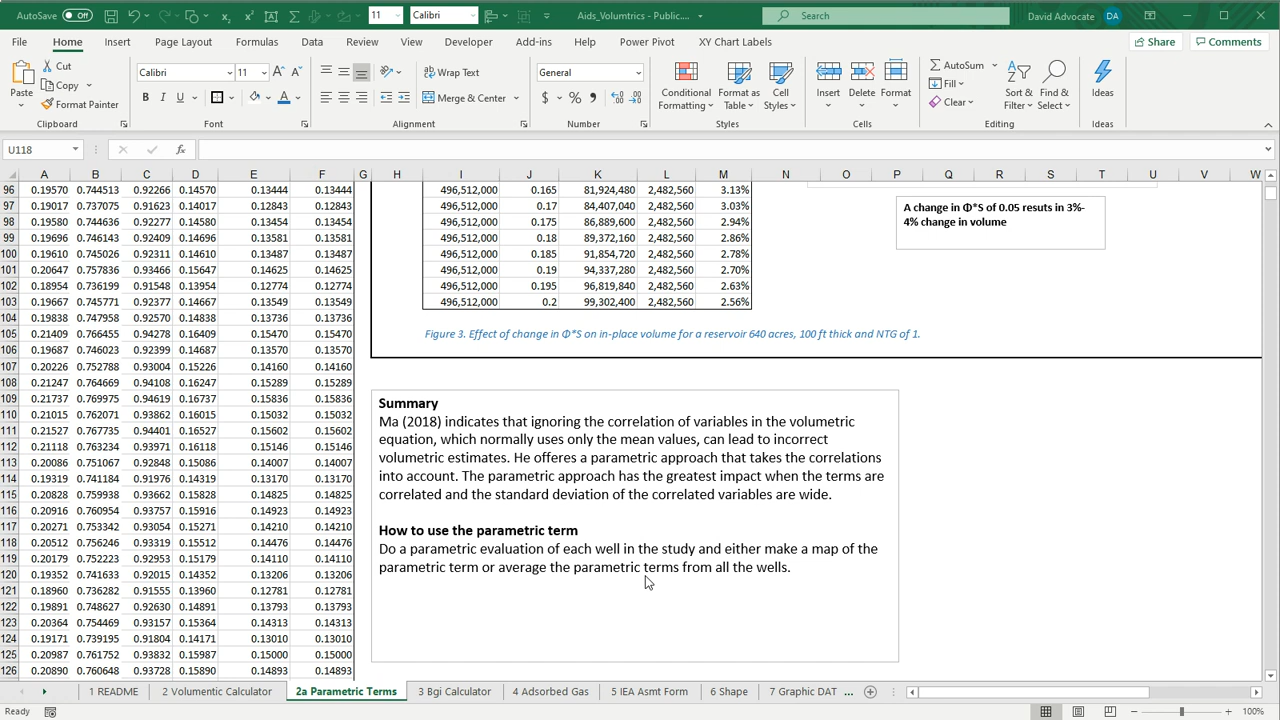 AutoSave Off
11
Calibri
Aids_Volumtrics - Public....
Search
David Advocate DA
File Home Insert Page Layout Formulas Data Review View Developer Add-ins Help Power Pivot XY Chart Labels Share Comments
Paste
Cut
Copy
Format Painter
Clipboard
Calibri 11
B I U
Font
Wrap Text
Merge & Center
Alignment
General
$ % ,
Number
Conditional Formatting
Format as Table
Cell Styles
Styles
Insert Delete Format
Cells
AutoSum
Fill
Clear
Sort & Filter
Find & Select
Editing
Ideas
Ideas
U118 fx
A B C D E F G H I J K L M N O P Q R S T U V W
96 0.19570 0.744513 0.92266 0.14570 0.13444 0.13444 496,512,000 0.165 81,924,480 2,482,560 3.13%
97 0.19017 0.737075 0.91623 0.14017 0.12843 0.12843 496,512,000 0.17 84,407,040 2,482,560 3.03%
98 0.19580 0.744636 0.92277 0.14580 0.13454 0.13454 496,512,000 0.175 86,889,600 2,482,560 2.94%
99 0.19696 0.746143 0.92409 0.14696 0.13581 0.13581 496,512,000 0.18 89,372,160 2,482,560 2.86%
100 0.19610 0.745026 0.92311 0.14610 0.13487 0.13487 496,512,000 0.185 91,854,720 2,482,560 2.78%
101 0.20647 0.757836 0.93466 0.15647 0.14625 0.14625 496,512,000 0.19 94,337,280 2,482,560 2.70%
102 0.18954 0.736199 0.91548 0.13954 0.12774 0.12774 496,512,000 0.195 96,819,840 2,482,560 2.63%
103 0.19667 0.745771 0.92377 0.14667 0.13549 0.13549 496,512,000 0.2 99,302,400 2,482,560 2.56%
104 0.19838 0.747958 0.92570 0.14838 0.13736 0.13736
105 0.21409 0.766455 0.94278 0.16409 0.15470 0.15470
106 0.19687 0.746023 0.92399 0.14687 0.13570 0.13570
107 0.20226 0.752788 0.93004 0.15226 0.14160 0.14160
108 0.21247 0.764669 0.94108 0.16247 0.15289 0.15289
109 0.21737 0.769975 0.94619 0.16737 0.15836 0.15836
110 0.21015 0.762071 0.93862 0.16015 0.15032 0.15032
111 0.21527 0.767735 0.94401 0.16527 0.15602 0.15602
112 0.21118 0.763234 0.93971 0.16118 0.15146 0.15146
113 0.20086 0.751067 0.92848 0.15086 0.14007 0.14007
114 0.19319 0.741184 0.91976 0.14319 0.13170 0.13170
115 0.20828 0.759938 0.93662 0.15828 0.14825 0.14825
116 0.20916 0.760954 0.93757 0.15916 0.14923 0.14923
117 0.20271 0.753342 0.93054 0.15271 0.14210 0.14210
118 0.20512 0.756246 0.93319 0.15512 0.14476 0.14476
119 0.20179 0.752223 0.92953 0.15179 0.14110 0.14110
120 0.19352 0.741633 0.92015 0.14352 0.13206 0.13206
121 0.18960 0.736282 0.91555 0.13960 0.12781 0.12781
122 0.19891 0.748627 0.92630 0.14891 0.13793 0.13793
123 0.20364 0.754469 0.93157 0.15364 0.14313 0.14313
124 0.19171 0.739195 0.91804 0.14171 0.13010 0.13010
125 0.20987 0.761752 0.93832 0.15987 0.15000 0.15000
126 0.20890 0.760648 0.93728 0.15890 0.14893 0.14893
A change in Φ*S of 0.05 resuts in 3%-
4% change in volume
Figure 3. Effect of change in Φ*S on in-place volume for a reservoir 640 acres, 100 ft thick and NTG of 1.
Summary
Ma (2018) indicates that ignoring the correlation of variables in the volumetric
equation, which normally uses only the mean values, can lead to incorrect
volumetric estimates. He offeres a parametric approach that takes the correlations
into account. The parametric approach has the greatest impact when the terms are
correlated and the standard deviation of the correlated variables are wide.
How to use the parametric term
Do a parametric evaluation of each well in the study and either make a map of the
parametric term or average the parametric terms from all the wells.
1 README 2 Volumentic Calculator 2a Parametric Terms 3 Bgi Calculator 4 Adsorbed Gas 5 IEA Asmt Form 6 Shape 7 Graphic DAT ...
Ready
100%